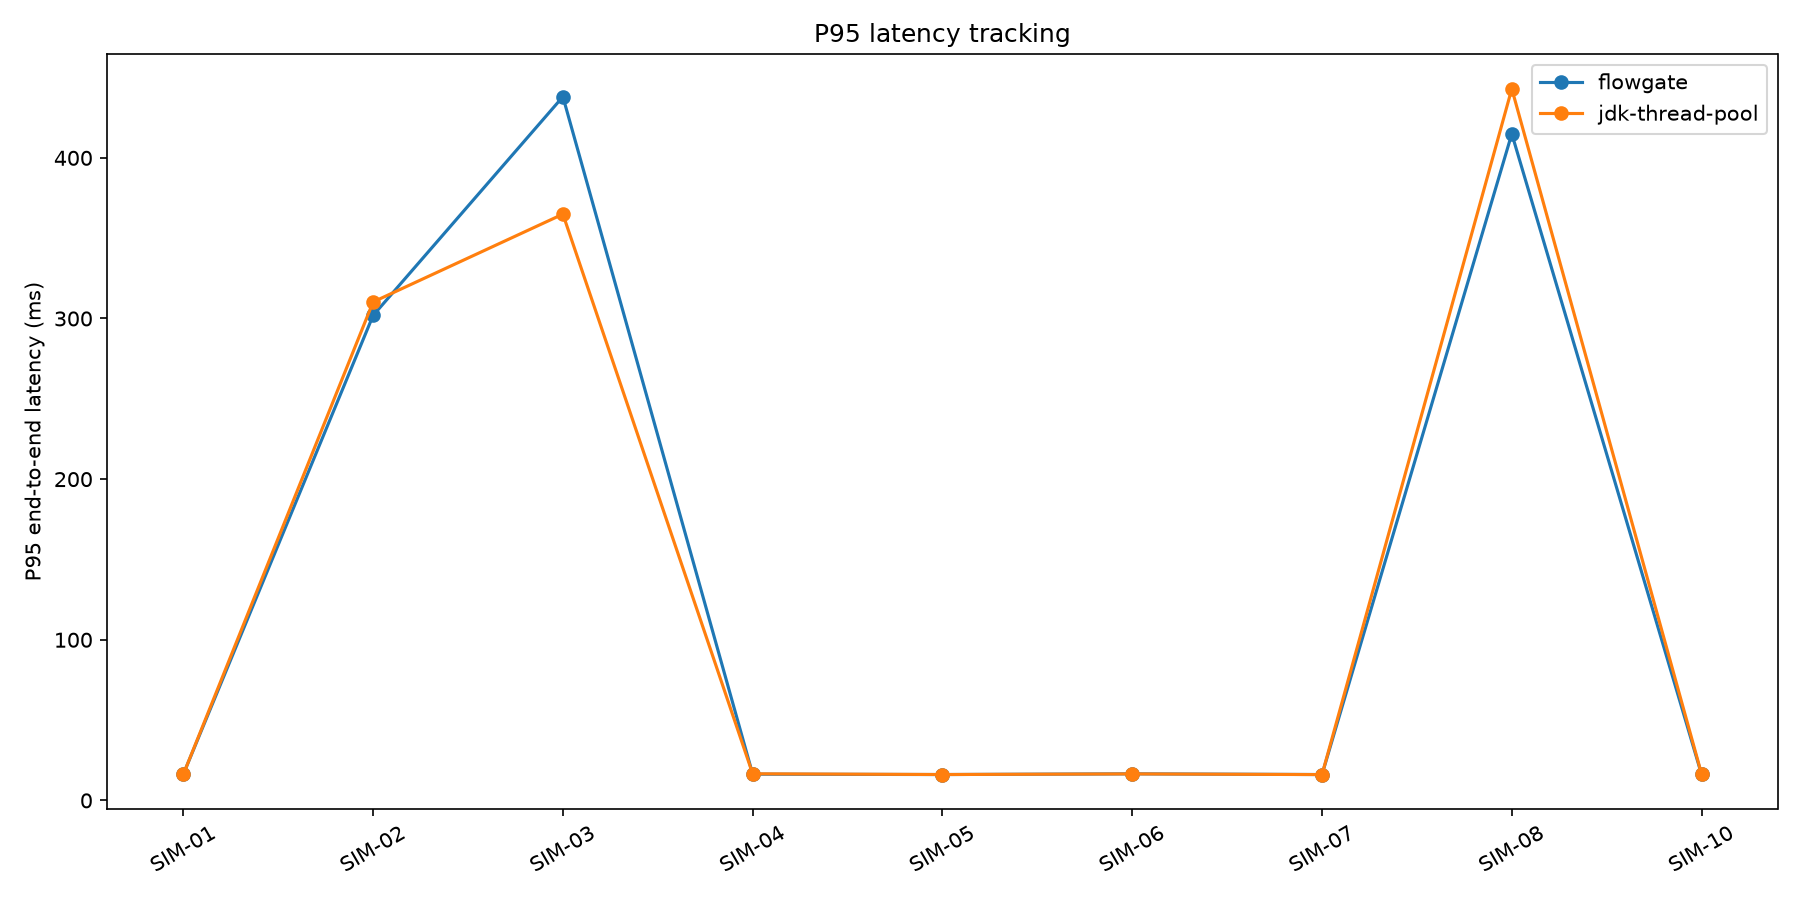 P95 latency tracking
flowgate
jdk-thread-pool
P95 end-to-end latency (ms)
400
300
200
100
0
SIM-01
SIM-02
SIM-03
SIM-04
SIM-05
SIM-06
SIM-07
SIM-08
SIM-10